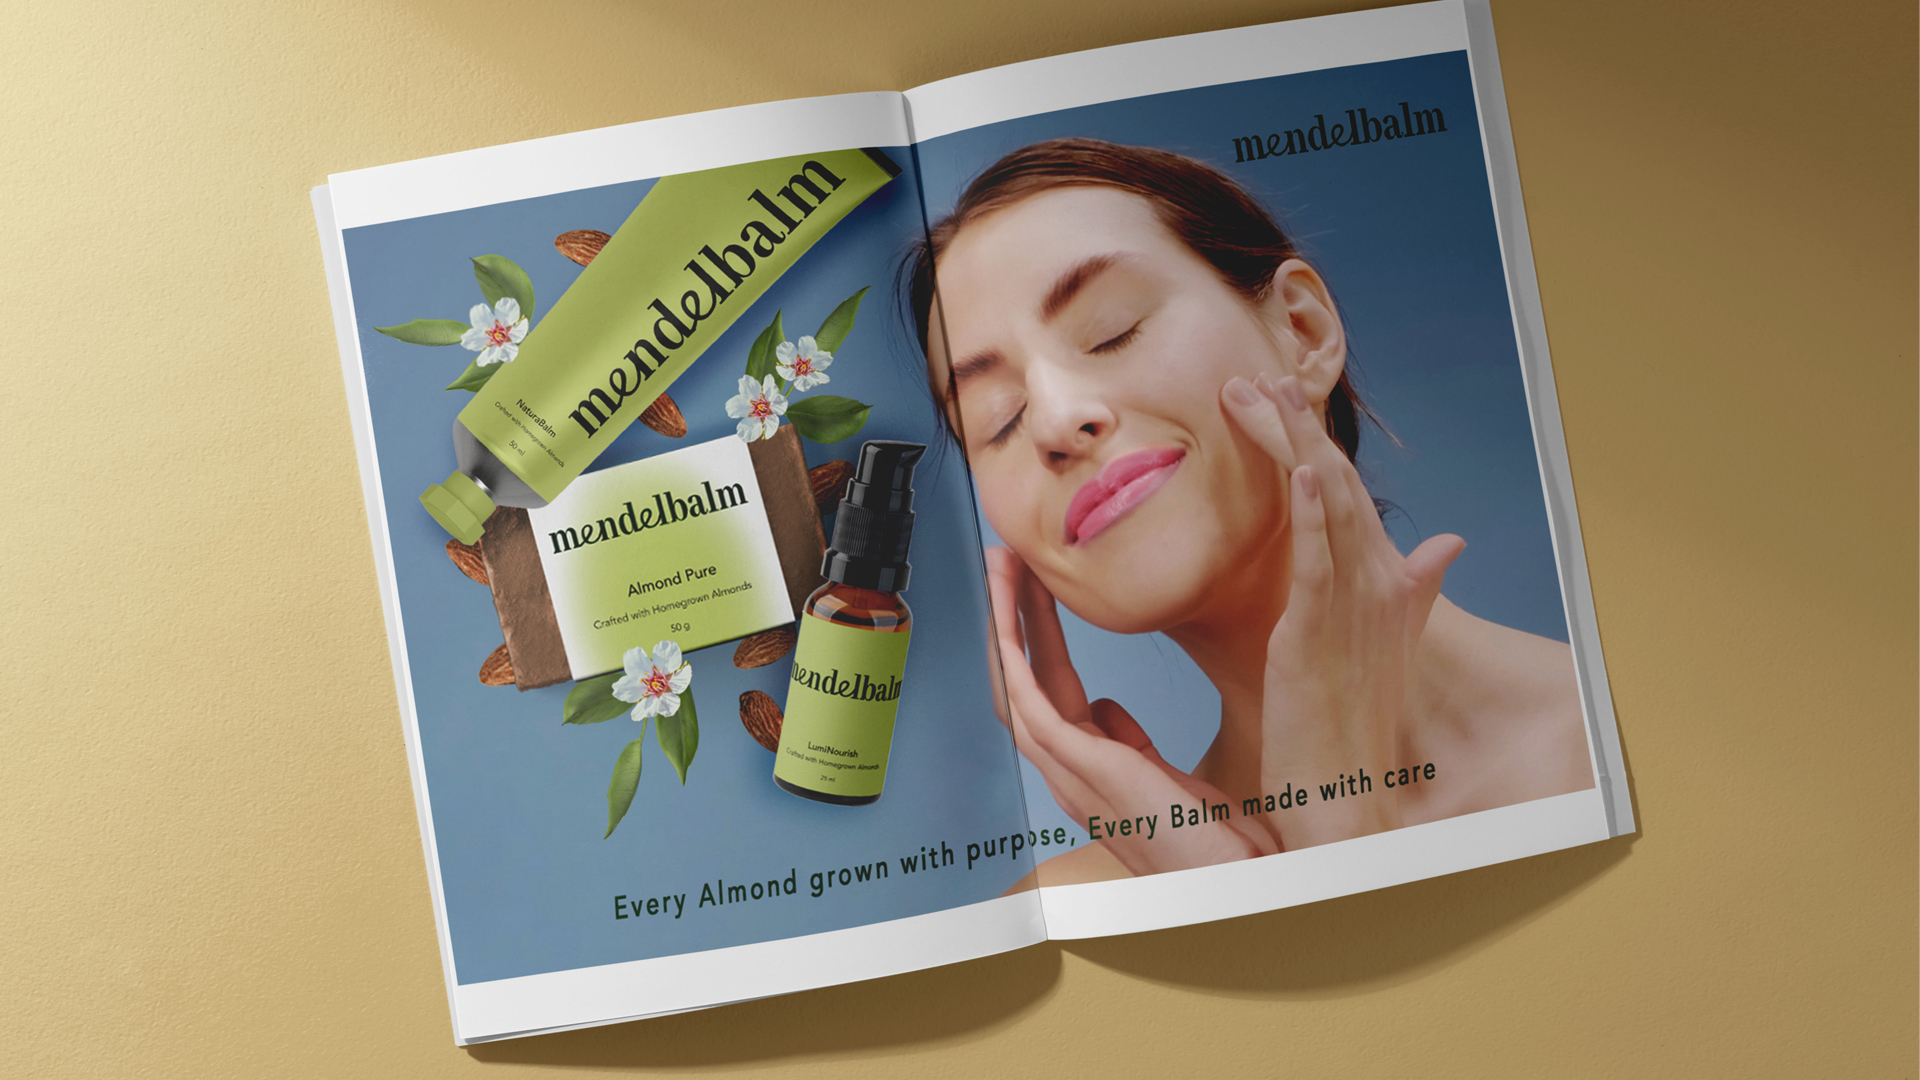 mendelbalm
NaturaBalm
Crafted with Homegrown Almonds
50 ml
mendelbalm
Almond Pure
Crafted with Homegrown Almonds
50 g
mendelbalm
LumiNourish
Crafted with Homegrown Almonds
25 ml
mendelbalm
Every Almond grown with purpose, Every Balm made with care